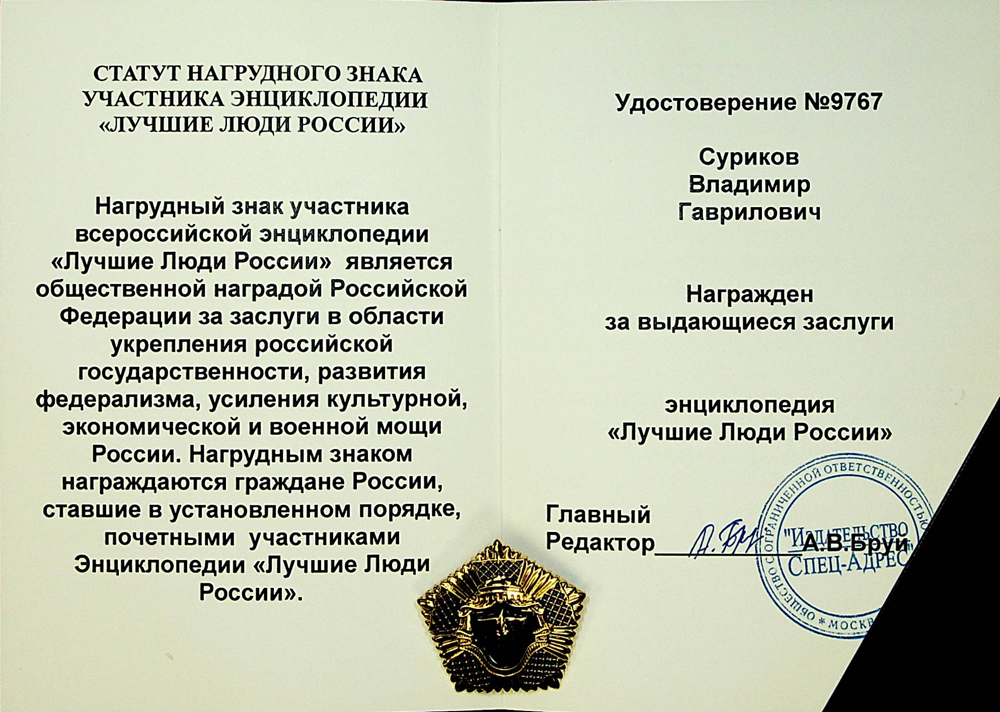 СТАТУТ НАГРУДНОГО ЗНАКА
УЧАСТНИКА ЭНЦИКЛОПЕДИИ
«ЛУЧШИЕ ЛЮДИ РОССИИ»
Нагрудный знак участника
всероссийской энциклопедии
«Лучшие Люди России» является
общественной наградой Российской
Федерации за заслуги в области
укрепления российской
государственности, развития
федерализма, усиления культурной,
экономической и военной мощи
России. Нагрудным знаком
награждаются граждане России,
ставшие в установленном порядке,
почетными участниками
Энциклопедии «Лучшие Люди
России».
Удостоверение №9767
Суриков
Владимир
Гаврилович
Награжден
за выдающиеся заслуги
энциклопедия
«Лучшие Люди России»
Главный
Редактор____________А.В.Бруй
ОБЩЕСТВО С ОГРАНИЧЕННОЙ ОТВЕТСТВЕННОСТЬЮ
"ИЗДАТЕЛЬСТВО
СПЕЦ-АДРЕС"
* МОСКВ